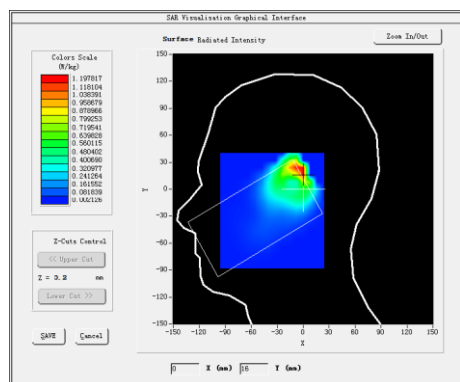 SAR Visualisation Graphical Interface
Surface Radiated Intensity
Zoom In/Out
Colors Scale
(W/kg)
1.197817
1.118104
1.038391
0.958679
0.878966
0.799253
0.719541
0.639828
0.560115
0.480402
0.400690
0.320977
0.241264
0.161552
0.081839
0.002126
150
120
90
60
30
0
-30
-60
-90
-120
-150
Y
-150 -120 -90 -60 -30 0 30 60 90 120 150
X
Z-Cuts Control
<< Upper Cut
Z = 3.2 mm
Lower Cut >>
SAVE Cancel
0 X (mm) 16 Y (mm)